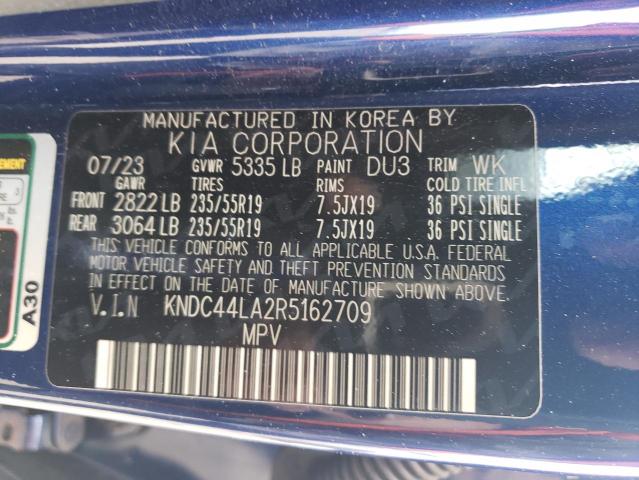 MANUFACTURED IN KOREA BY
KIA CORPORATION
07/23 GVWR 5335 LB PAINT DU3 TRIM WK
GAWR TIRES RIMS COLD TIRE INFL
FRONT 2822 LB 235/55R19 7.5JX19 36 PSI SINGLE
REAR 3064 LB 235/55R19 7.5JX19 36 PSI SINGLE
THIS VEHICLE CONFORMS TO ALL APPLICABLE U.S.A. FEDERAL
MOTOR VEHICLE SAFETY AND THEFT PREVENTION STANDARDS
IN EFFECT ON THE DATE OF MANUFACTURE SHOWN ABOVE.
V.I.N KNDC44LA2R5162709
MPV
A30